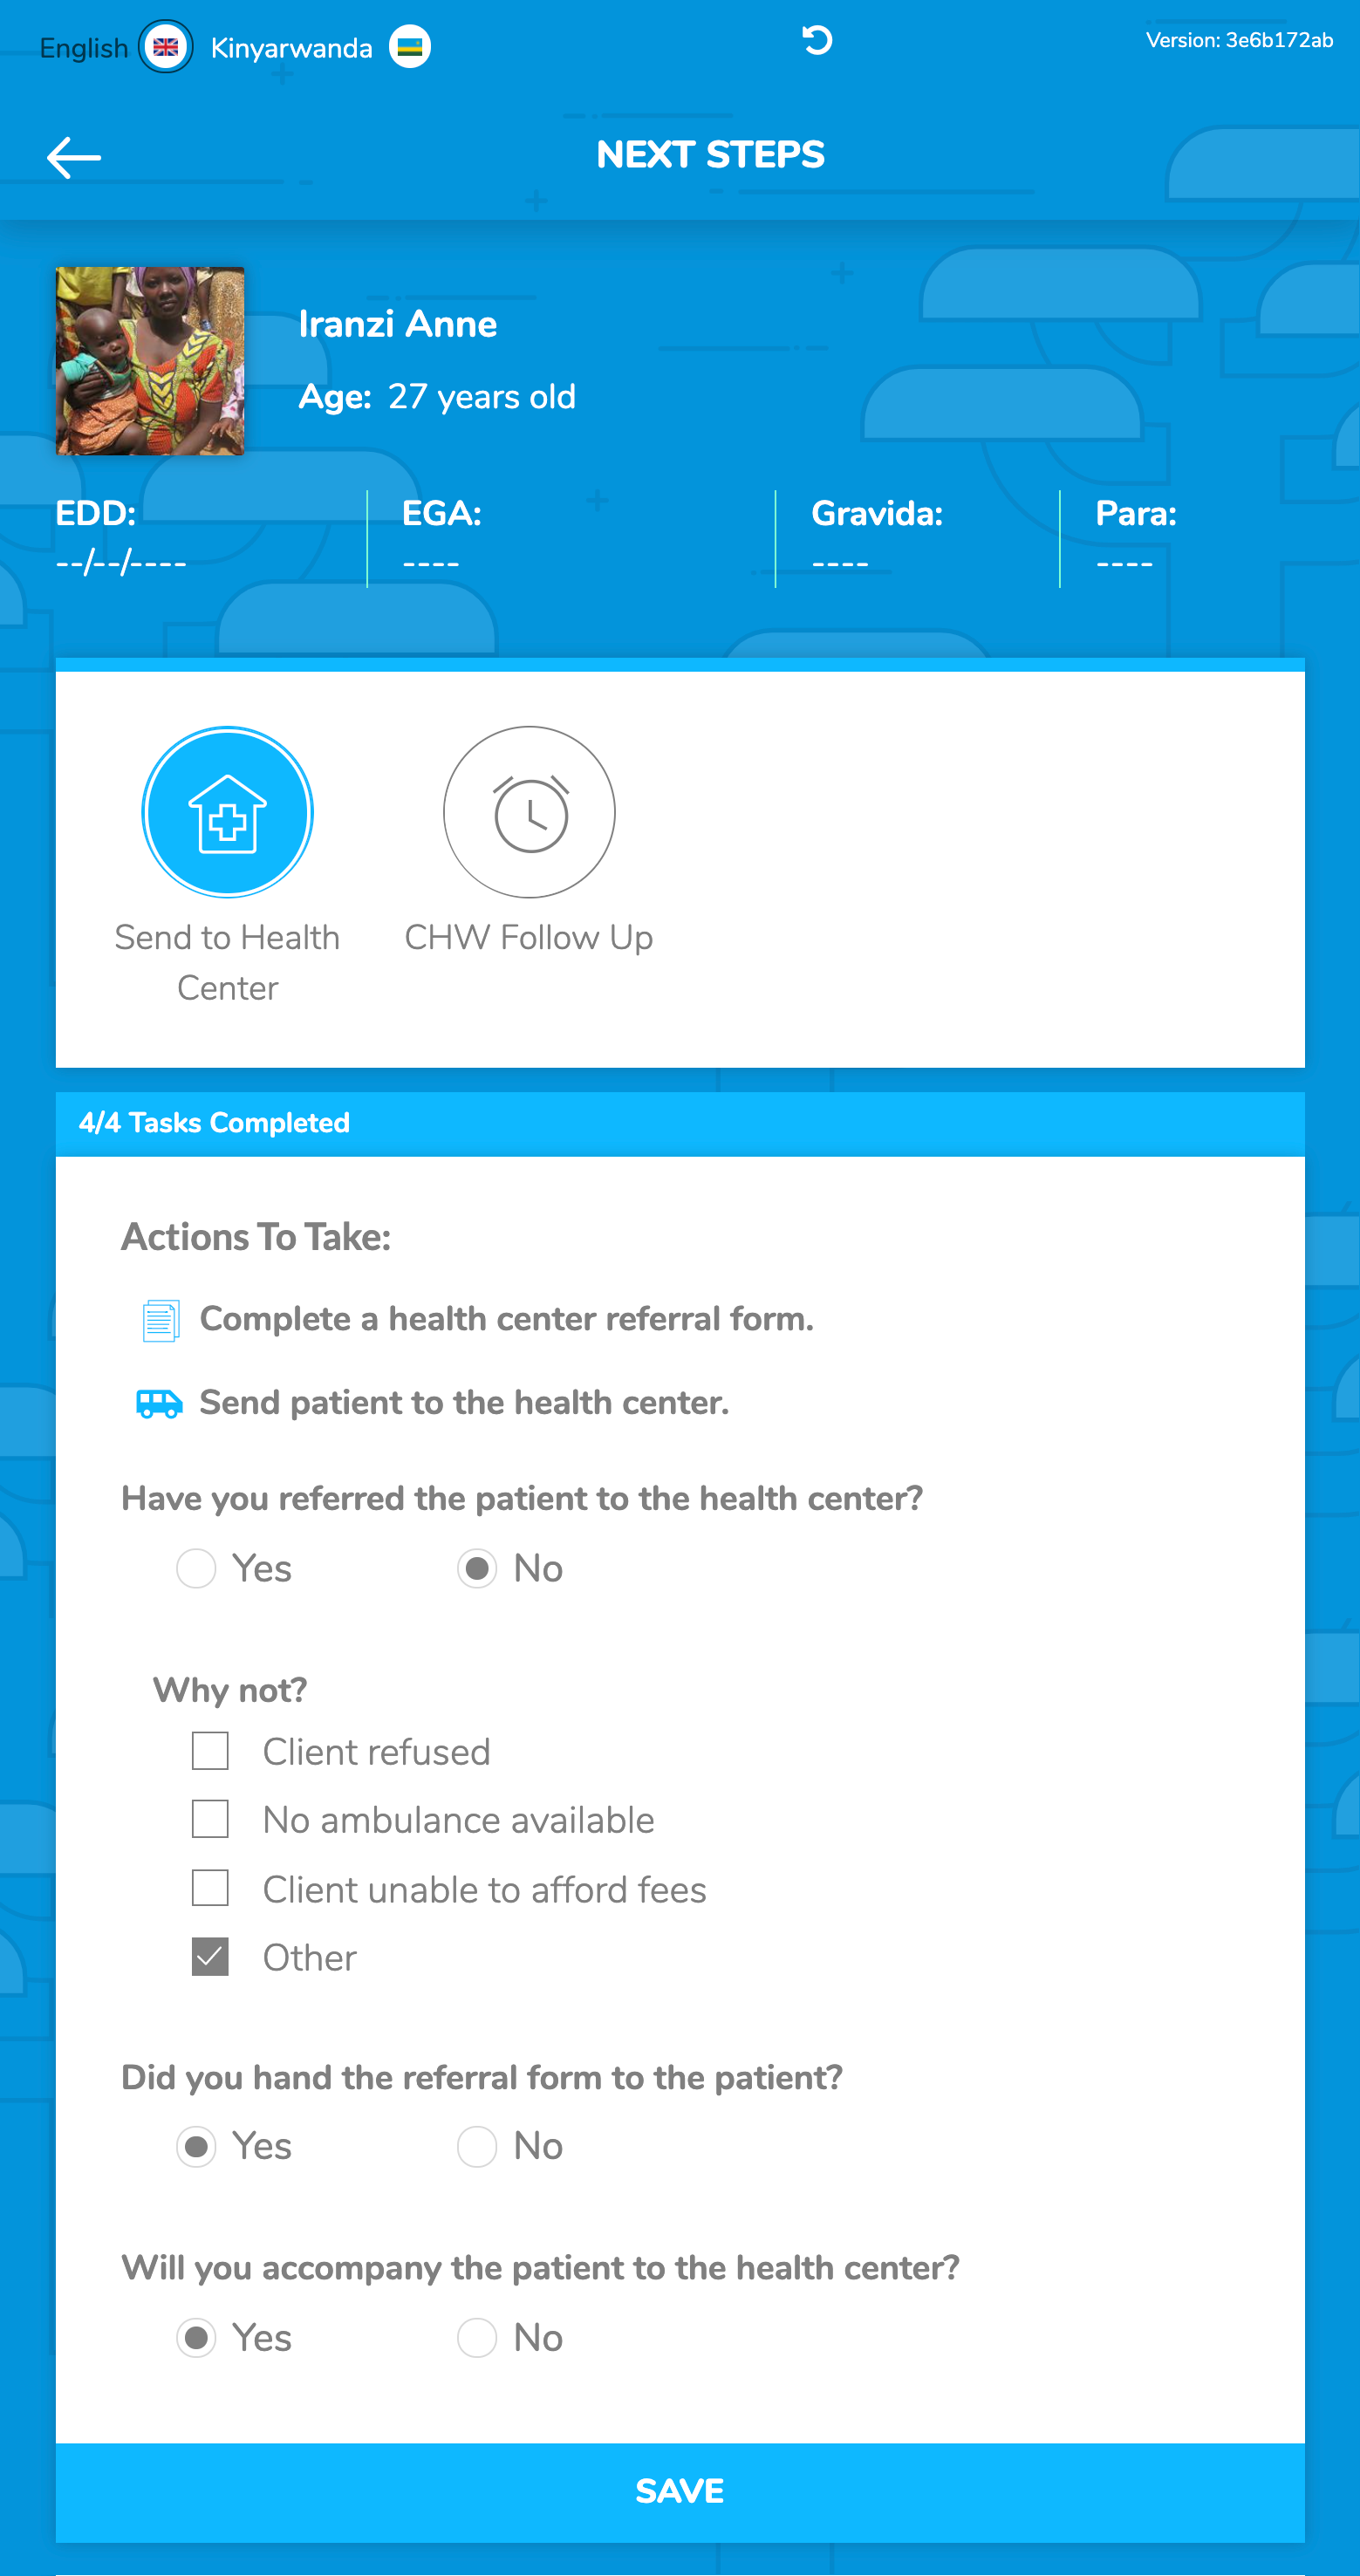 English Kinyarwanda Version: 3e6b172ab
NEXT STEPS
Iranzi Anne
Age: 27 years old
EDD: EGA: Gravida: Para:
--/--/---- ---- ---- ----
Send to Health Center
CHW Follow Up
4/4 Tasks Completed
Actions To Take:
Complete a health center referral form.
Send patient to the health center.
Have you referred the patient to the health center?
Yes No
Why not?
Client refused
No ambulance available
Client unable to afford fees
Other
Did you hand the referral form to the patient?
Yes No
Will you accompany the patient to the health center?
Yes No
SAVE